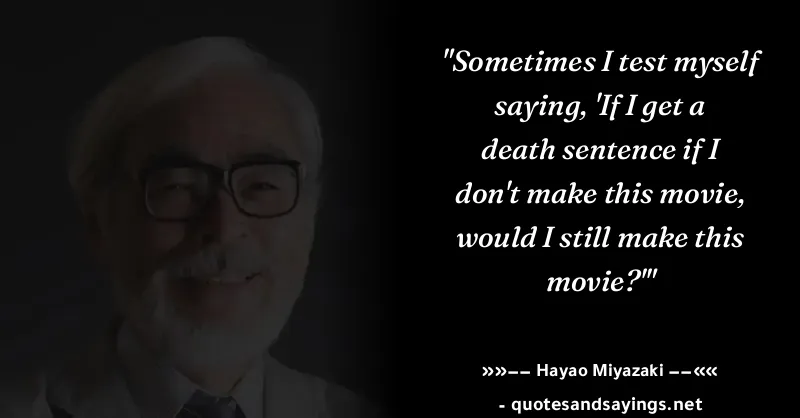 "Sometimes I test myself
saying, 'If I get a
death sentence if I
don't make this movie,
would I still make this
movie?'"
»»−− Hayao Miyazaki −−««
- quotesandsayings.net